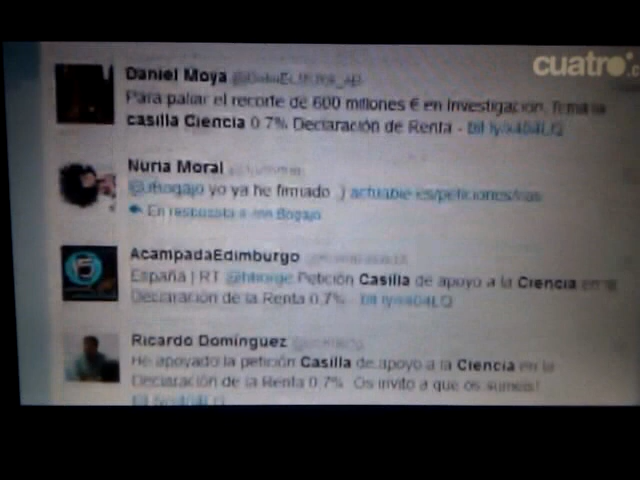 cuatro
Daniel Moya
Para paliar el recorte de 600 millones € en Investigación, firma la
casilla Ciencia 0.7% Declaración de Renta -
Nuria Moral
yo ya he firmado :) actuable.es/peticiones/
En respuesta a Jon Bogajo
AcampadaEdimburgo
España | RT Petición Casilla de apoyo a la Ciencia en la
Declaración de la Renta 0,7% -
Ricardo Domínguez
He apoyado la petición Casilla de apoyo a la Ciencia en la
Declaración de la Renta 0,7%. Os invito a que os suméis!